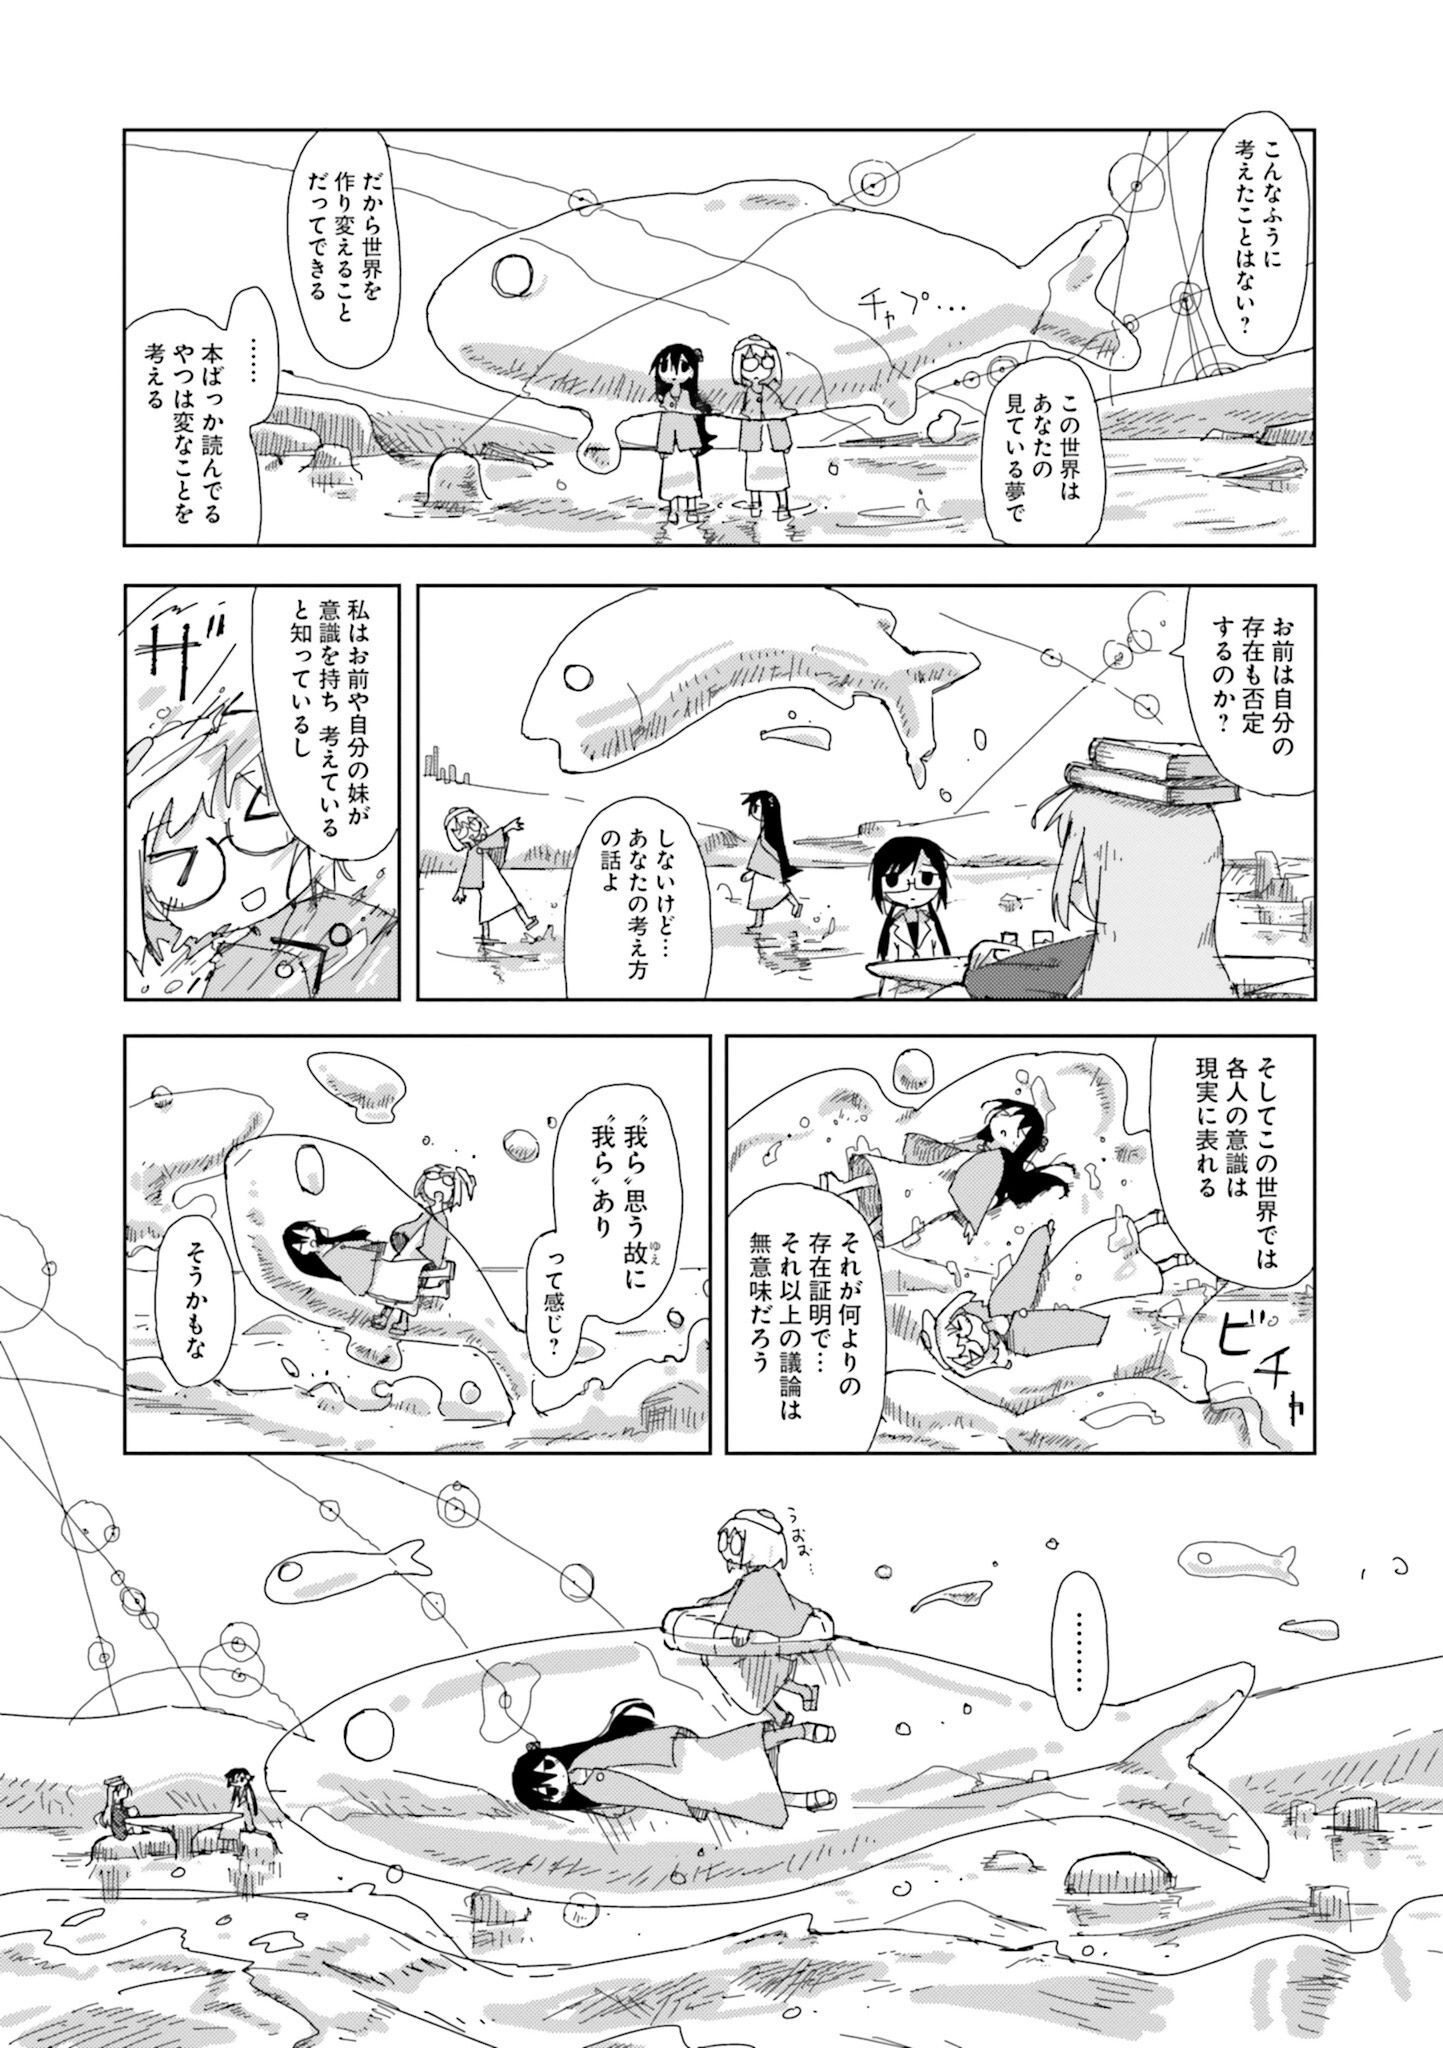 こんなふうに
考えたことはない？
この世界は
あなたの
見ている夢で
チャプ…
だから世界を
作り変えること
だってできる
……
本ばっか読んでる
やつは変なことを
考える
お前は自分の
存在も否定
するのか？
しないけど…
あなたの考え方
の話よ
私はお前や自分の妹が
意識を持ち 考えている
と知っているし
ザ
そしてこの世界では
各人の意識は
現実に表れる
ピチャ
それが何よりの
存在証明で…
それ以上の議論は
無意味だろう
〝我ら〟思う故に
ゆえ
〝我ら〟あり
って感じ？
そうかもな
うおお…
………